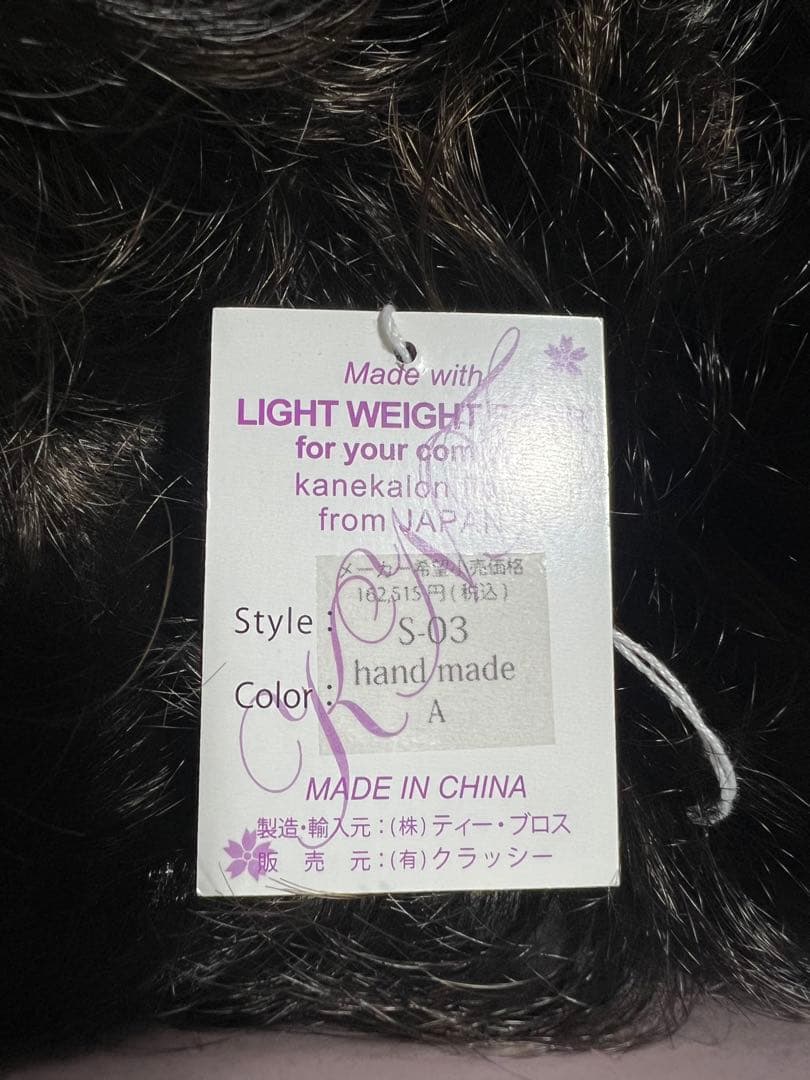 Made with
LIGHT WEIGHT
for your
kanekalon
from JAPAN
メーカー希望小売価格
162,515円(税込)
Style : S-03
hand made
Color : A
MADE IN CHINA
製造・輸入元：(株)ティー・ブロス
販 売 元：(有)クラッシー